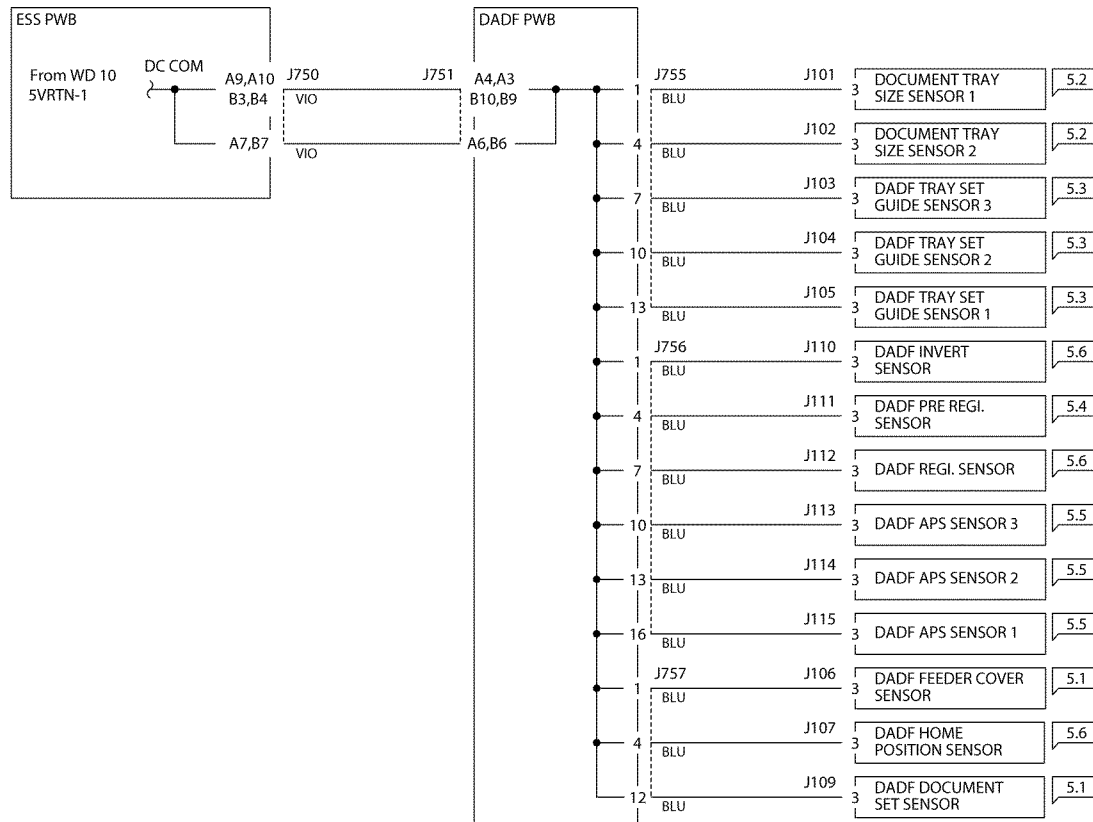 ESS PWB
DADF PWB
From WD 10
5VRTN-1
DC COM
A9,A10
B3,B4
J750
VIO
J751
A4,A3
B10,B9
A7,B7
VIO
A6,B6
1
J755
BLU
J101
3
DOCUMENT TRAY
SIZE SENSOR 1
5.2
4
BLU
J102
3
DOCUMENT TRAY
SIZE SENSOR 2
5.2
7
BLU
J103
3
DADF TRAY SET
GUIDE SENSOR 3
5.3
10
BLU
J104
3
DADF TRAY SET
GUIDE SENSOR 2
5.3
13
BLU
J105
3
DADF TRAY SET
GUIDE SENSOR 1
5.3
1
J756
BLU
J110
3
DADF INVERT
SENSOR
5.6
4
BLU
J111
3
DADF PRE REGI.
SENSOR
5.4
7
BLU
J112
3
DADF REGI. SENSOR
5.6
10
BLU
J113
3
DADF APS SENSOR 3
5.5
13
BLU
J114
3
DADF APS SENSOR 2
5.5
16
BLU
J115
3
DADF APS SENSOR 1
5.5
1
J757
BLU
J106
3
DADF FEEDER COVER
SENSOR
5.1
4
BLU
J107
3
DADF HOME
POSITION SENSOR
5.6
12
BLU
J109
3
DADF DOCUMENT
SET SENSOR
5.1